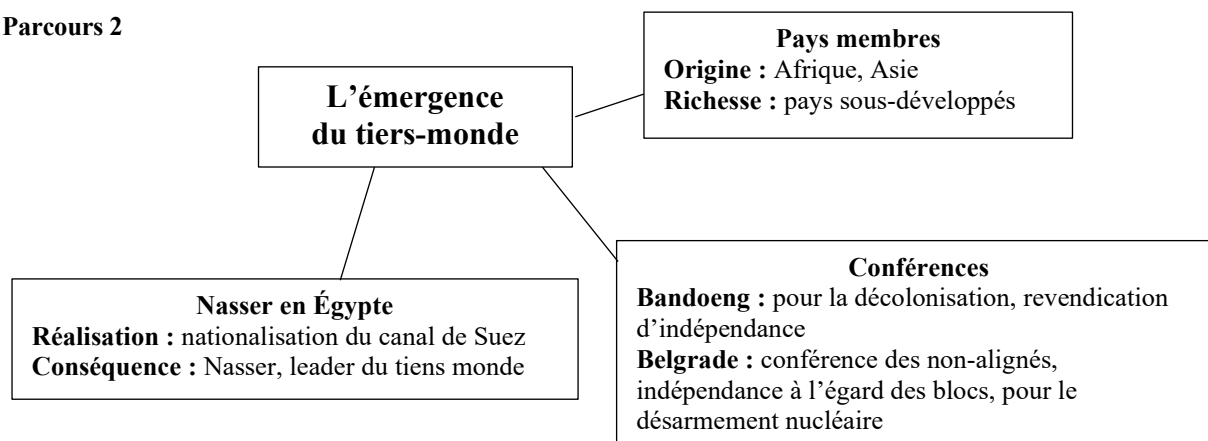 Parcours 2
Pays membres
Origine : Afrique, Asie
Richesse : pays sous-développés
L’émergence
du tiers-monde
Nasser en Égypte
Réalisation : nationalisation du canal de Suez
Conséquence : Nasser, leader du tiens monde
Conférences
Bandoeng : pour la décolonisation, revendication
d’indépendance
Belgrade : conférence des non-alignés,
indépendance à l’égard des blocs, pour le
désarmement nucléaire